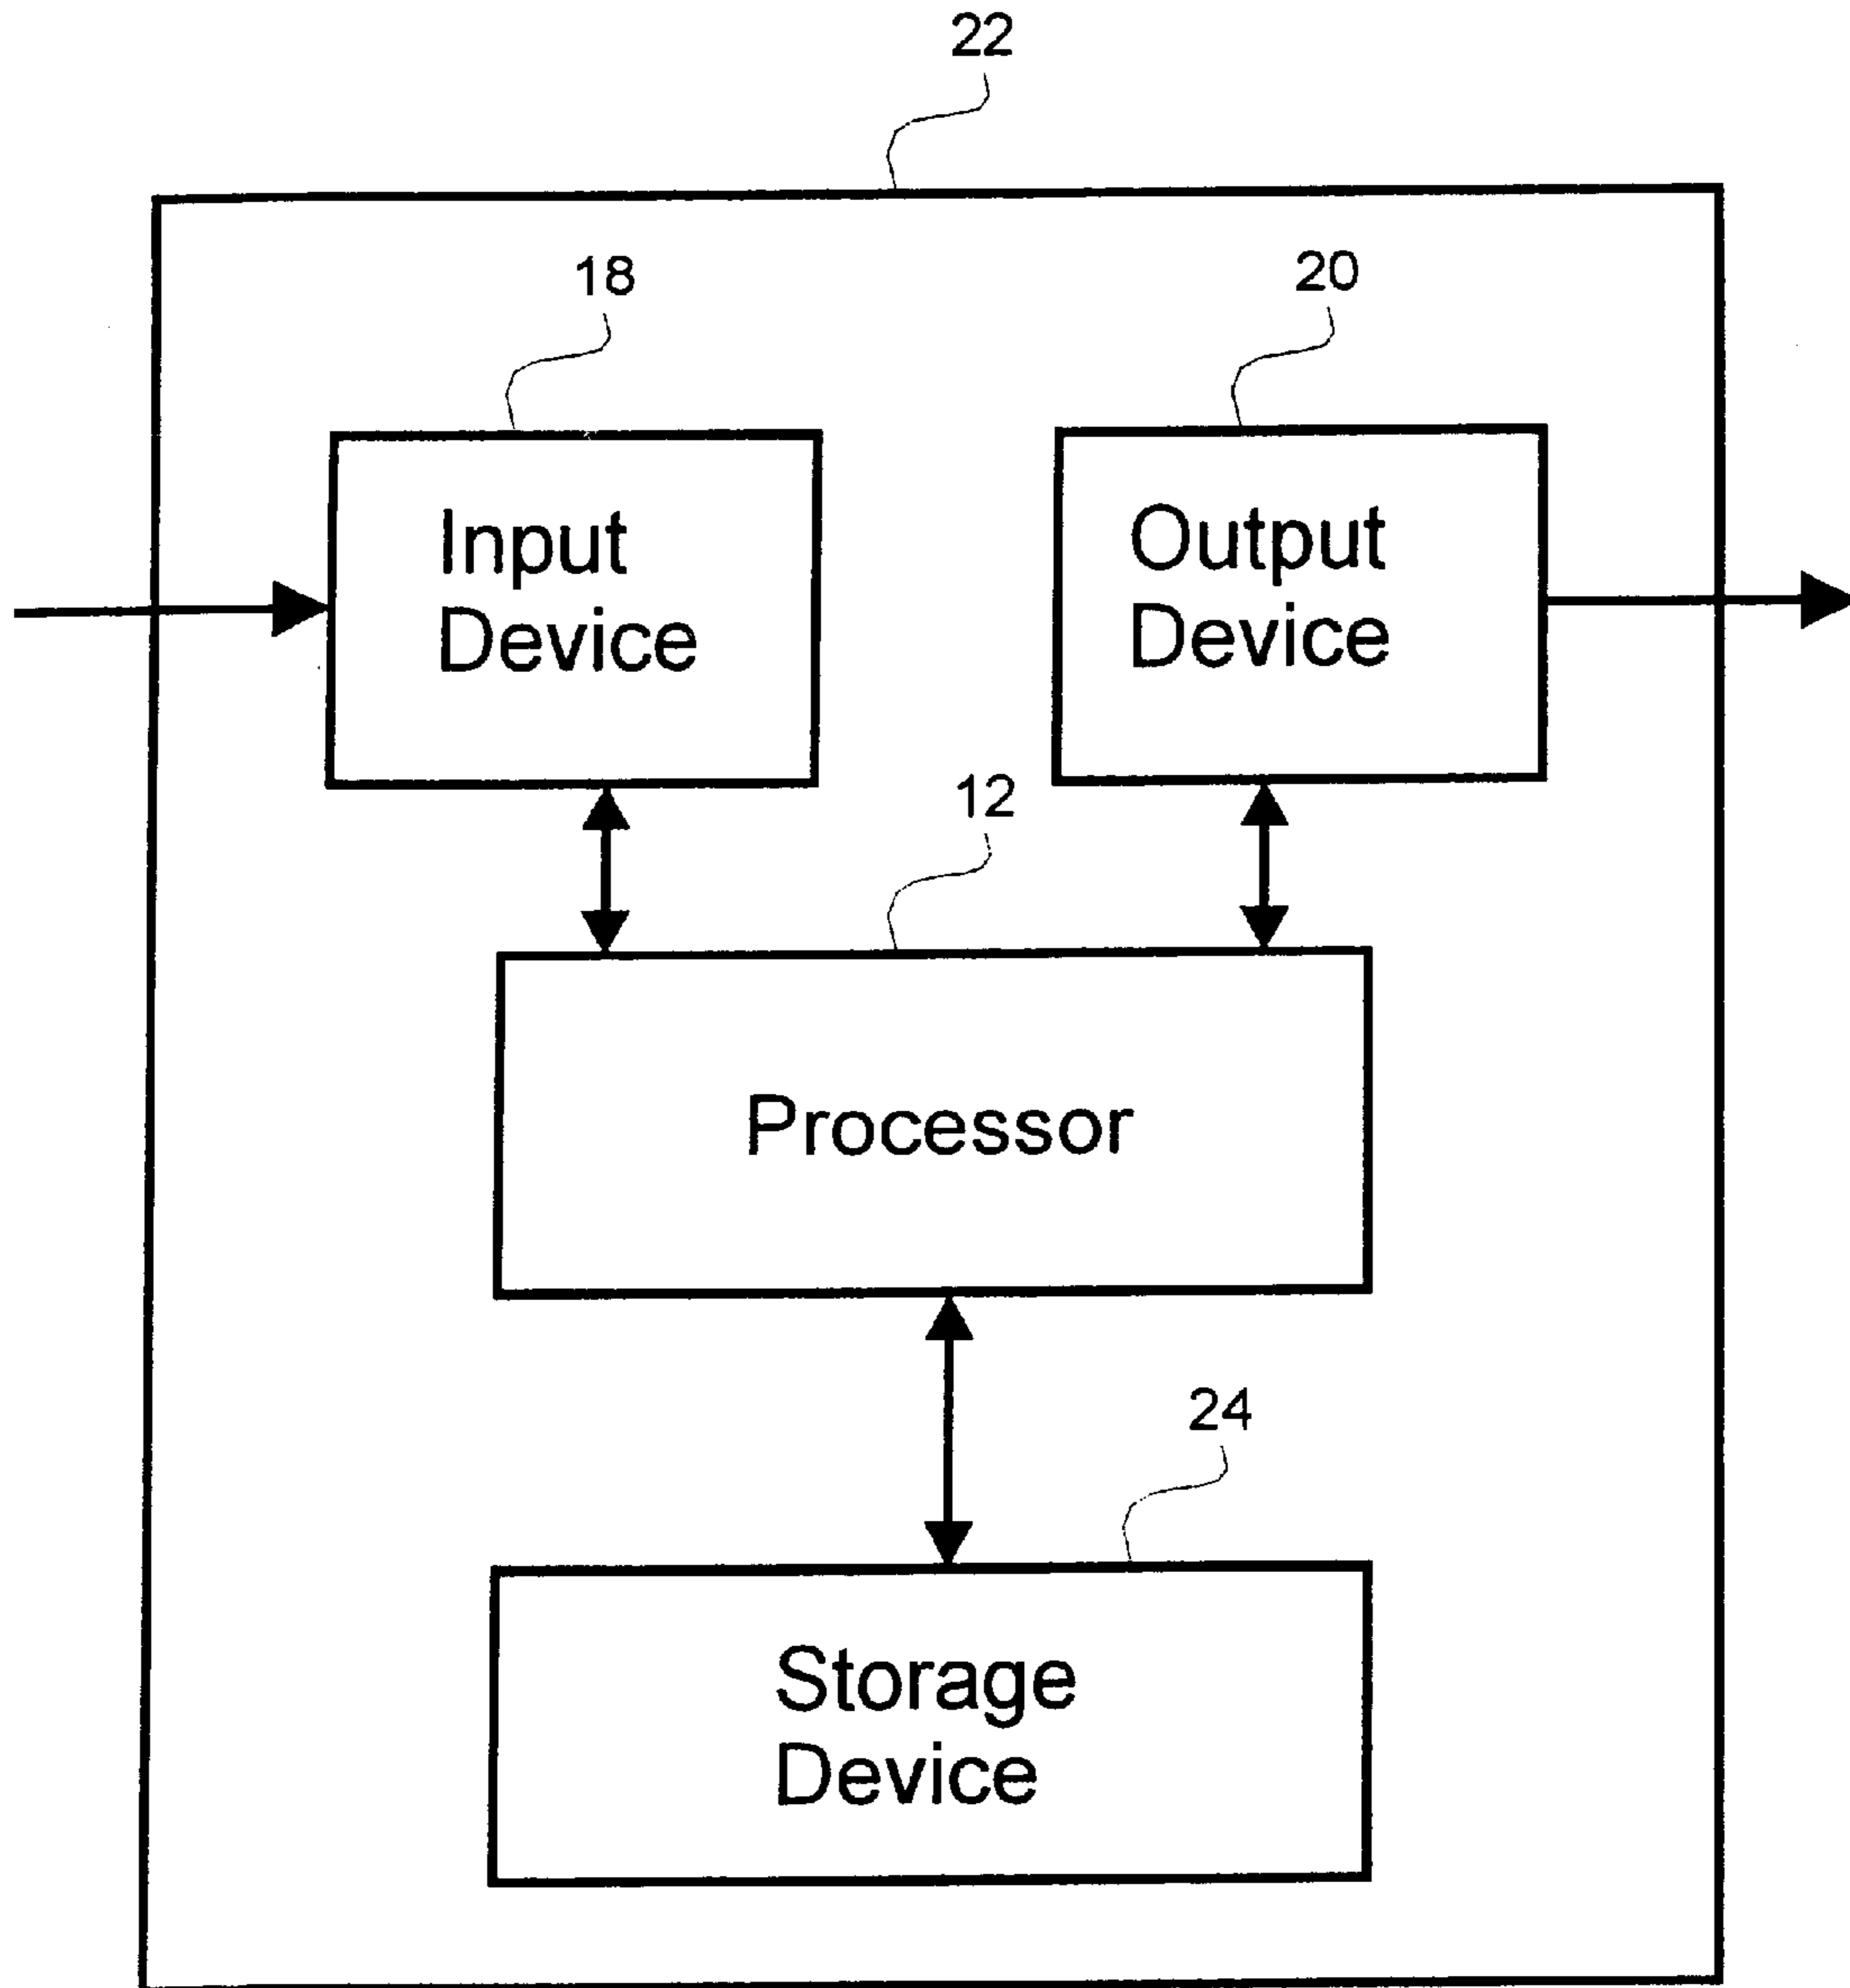 22
18
20
Input
Device
Output
Device
12
Processor
24
Storage
Device